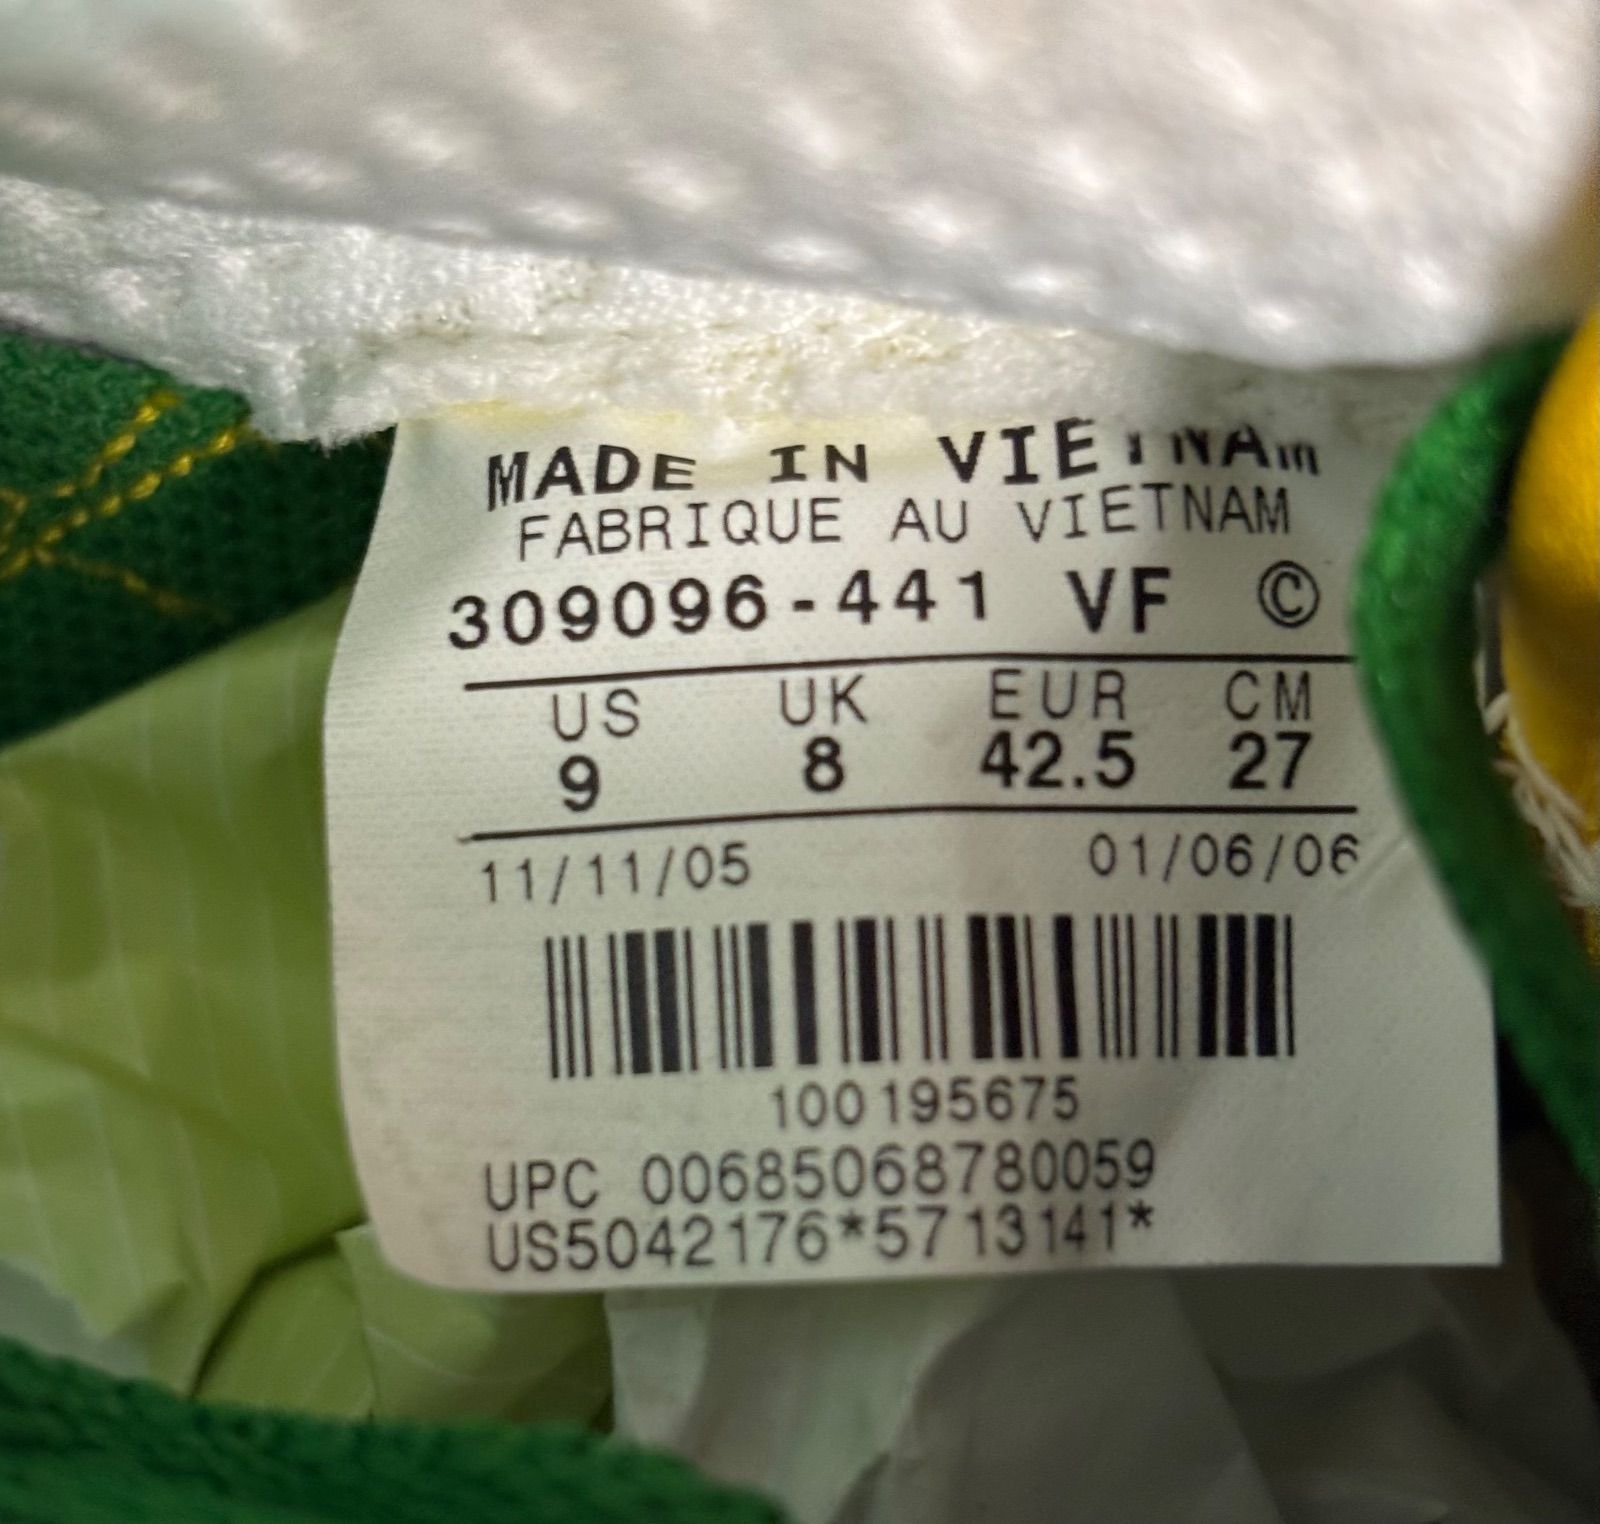 MADE IN VIETNAM
FABRIQUE AU VIETNAM
309096-441 VF ©
US UK EUR CM
9 8 42.5 27
11/11/05 01/06/06
100195675
UPC 00685068780059
US5042176*5713141*